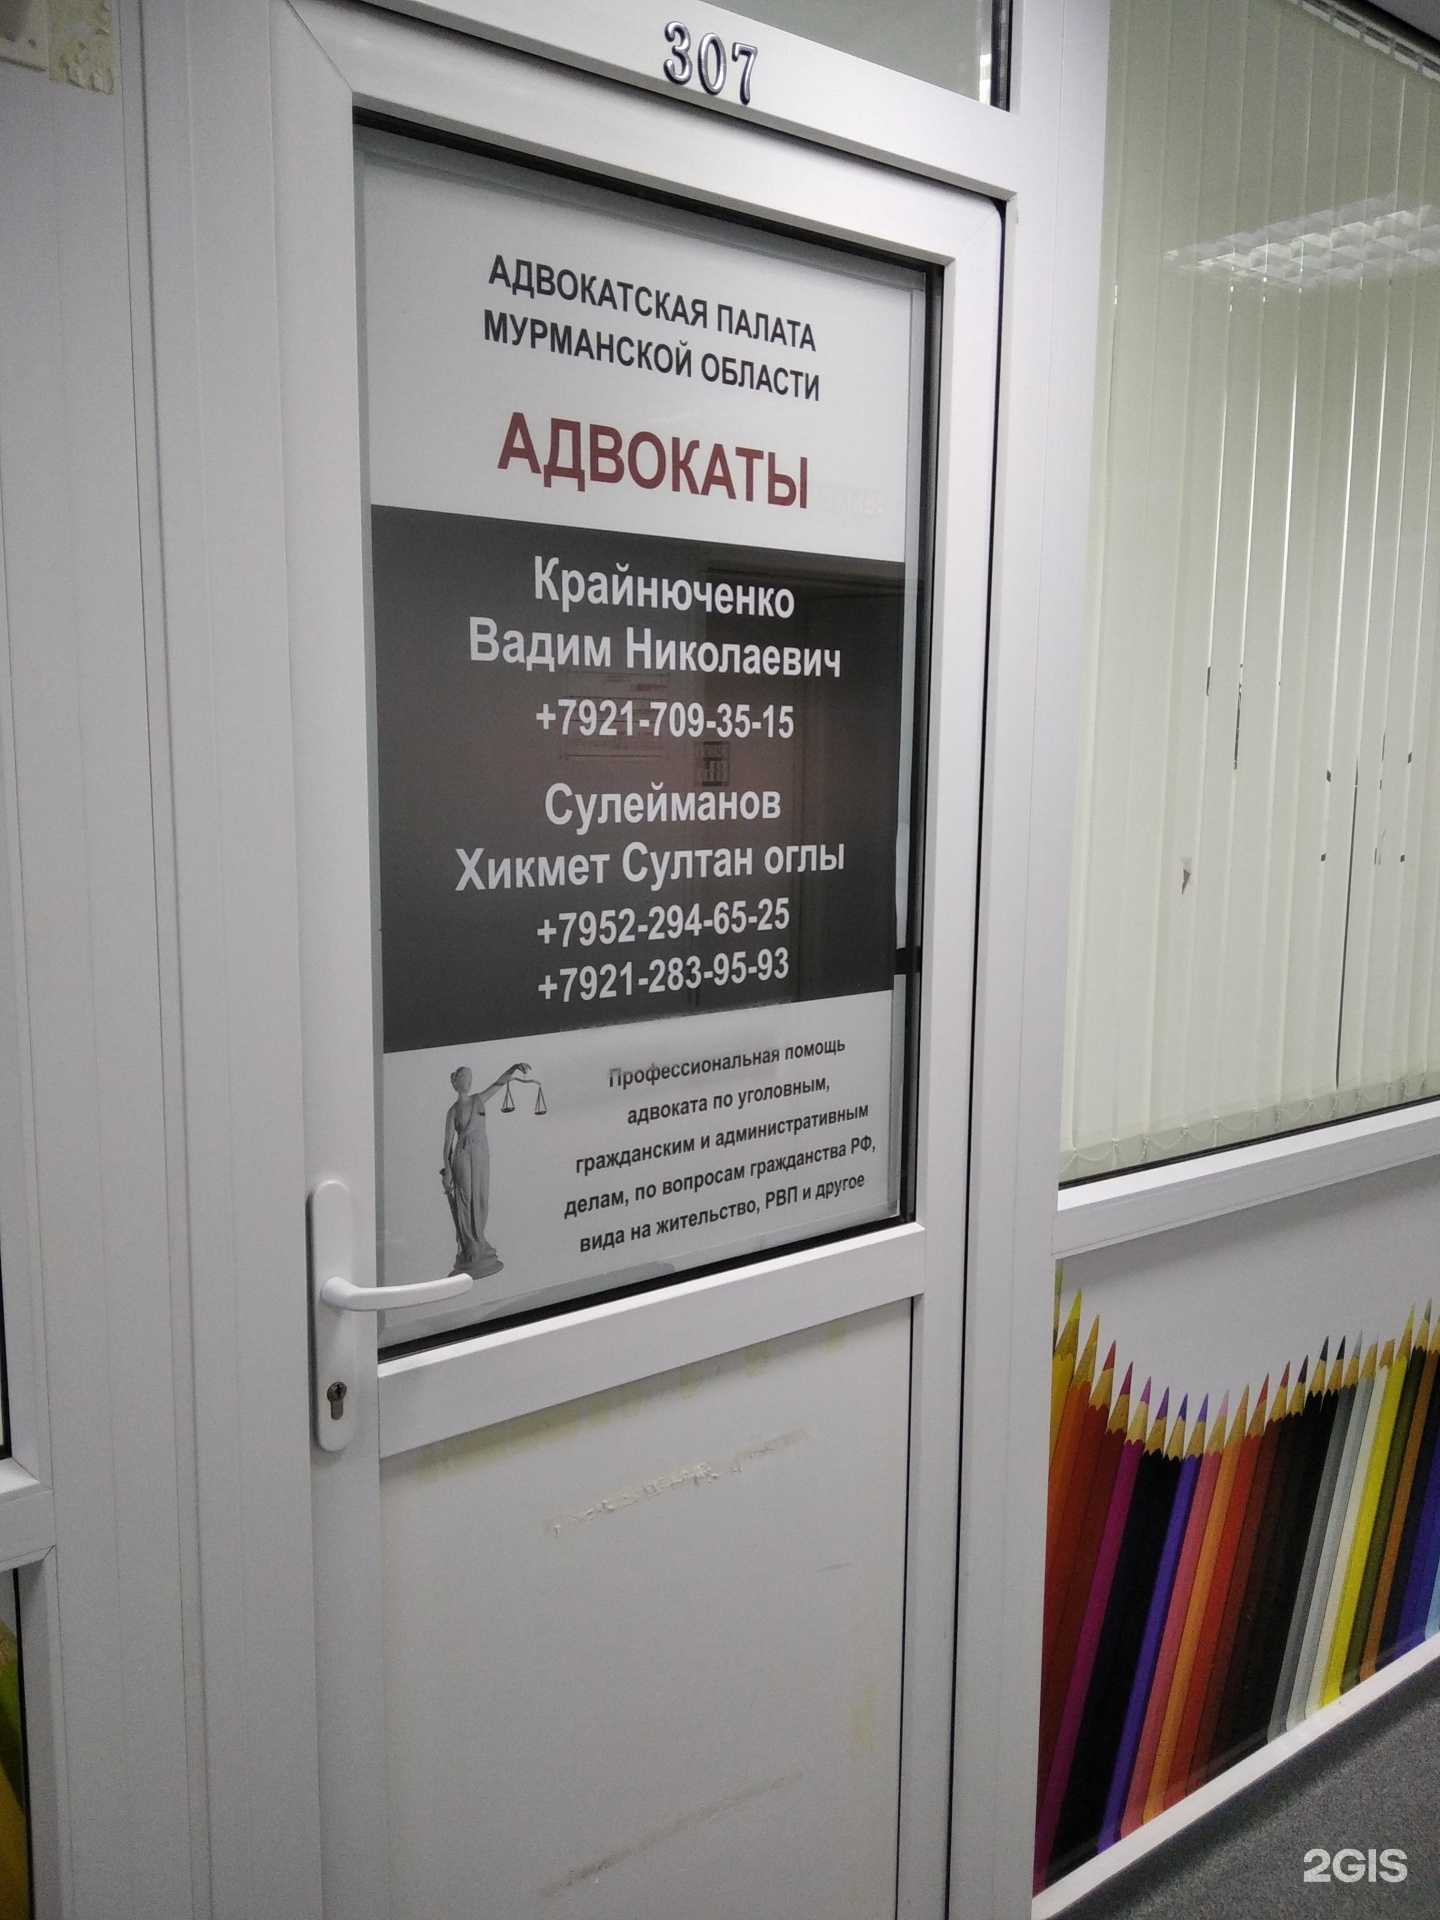 307
АДВОКАТСКАЯ ПАЛАТА
МУРМАНСКОЙ ОБЛАСТИ
АДВОКАТЫ
Крайнюченко
Вадим Николаевич
+7921-709-35-15
Сулейманов
Хикмет Султан оглы
+7952-294-65-25
+7921-283-95-93
Профессиональная помощь
адвоката по уголовным,
гражданским и административным
делам, по вопросам гражданства РФ,
вида на жительство, РВП и другое
2GIS